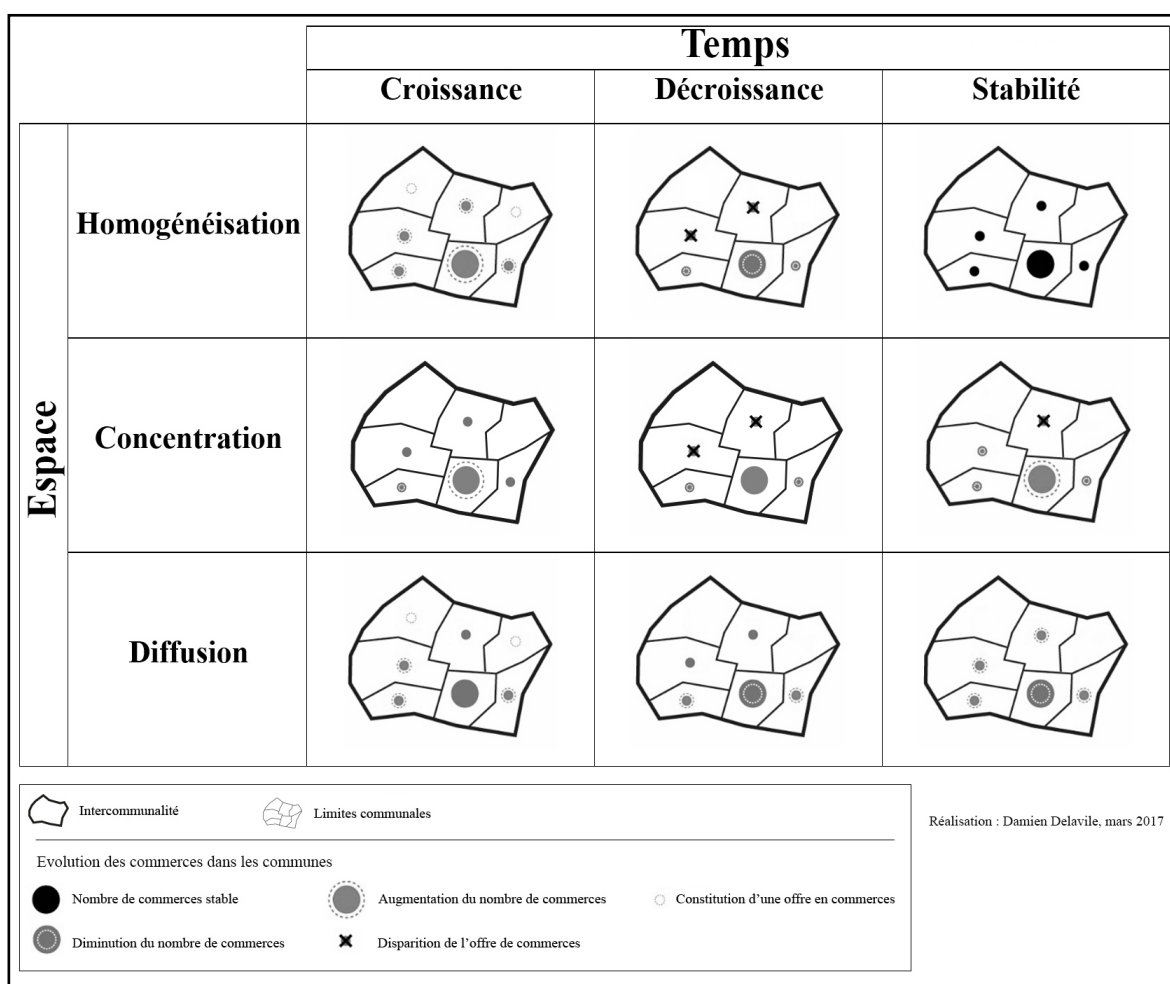 Temps
Croissance
Décroissance
Stabilité
Espace
Homogénéisation
Concentration
Diffusion
Intercommunalité
Limites communales
Réalisation : Damien Delavile, mars 2017
Evolution des commerces dans les communes
Nombre de commerces stable
Augmentation du nombre de commerces
Constitution d'une offre en commerces
Diminution du nombre de commerces
Disparition de l'offre de commerces